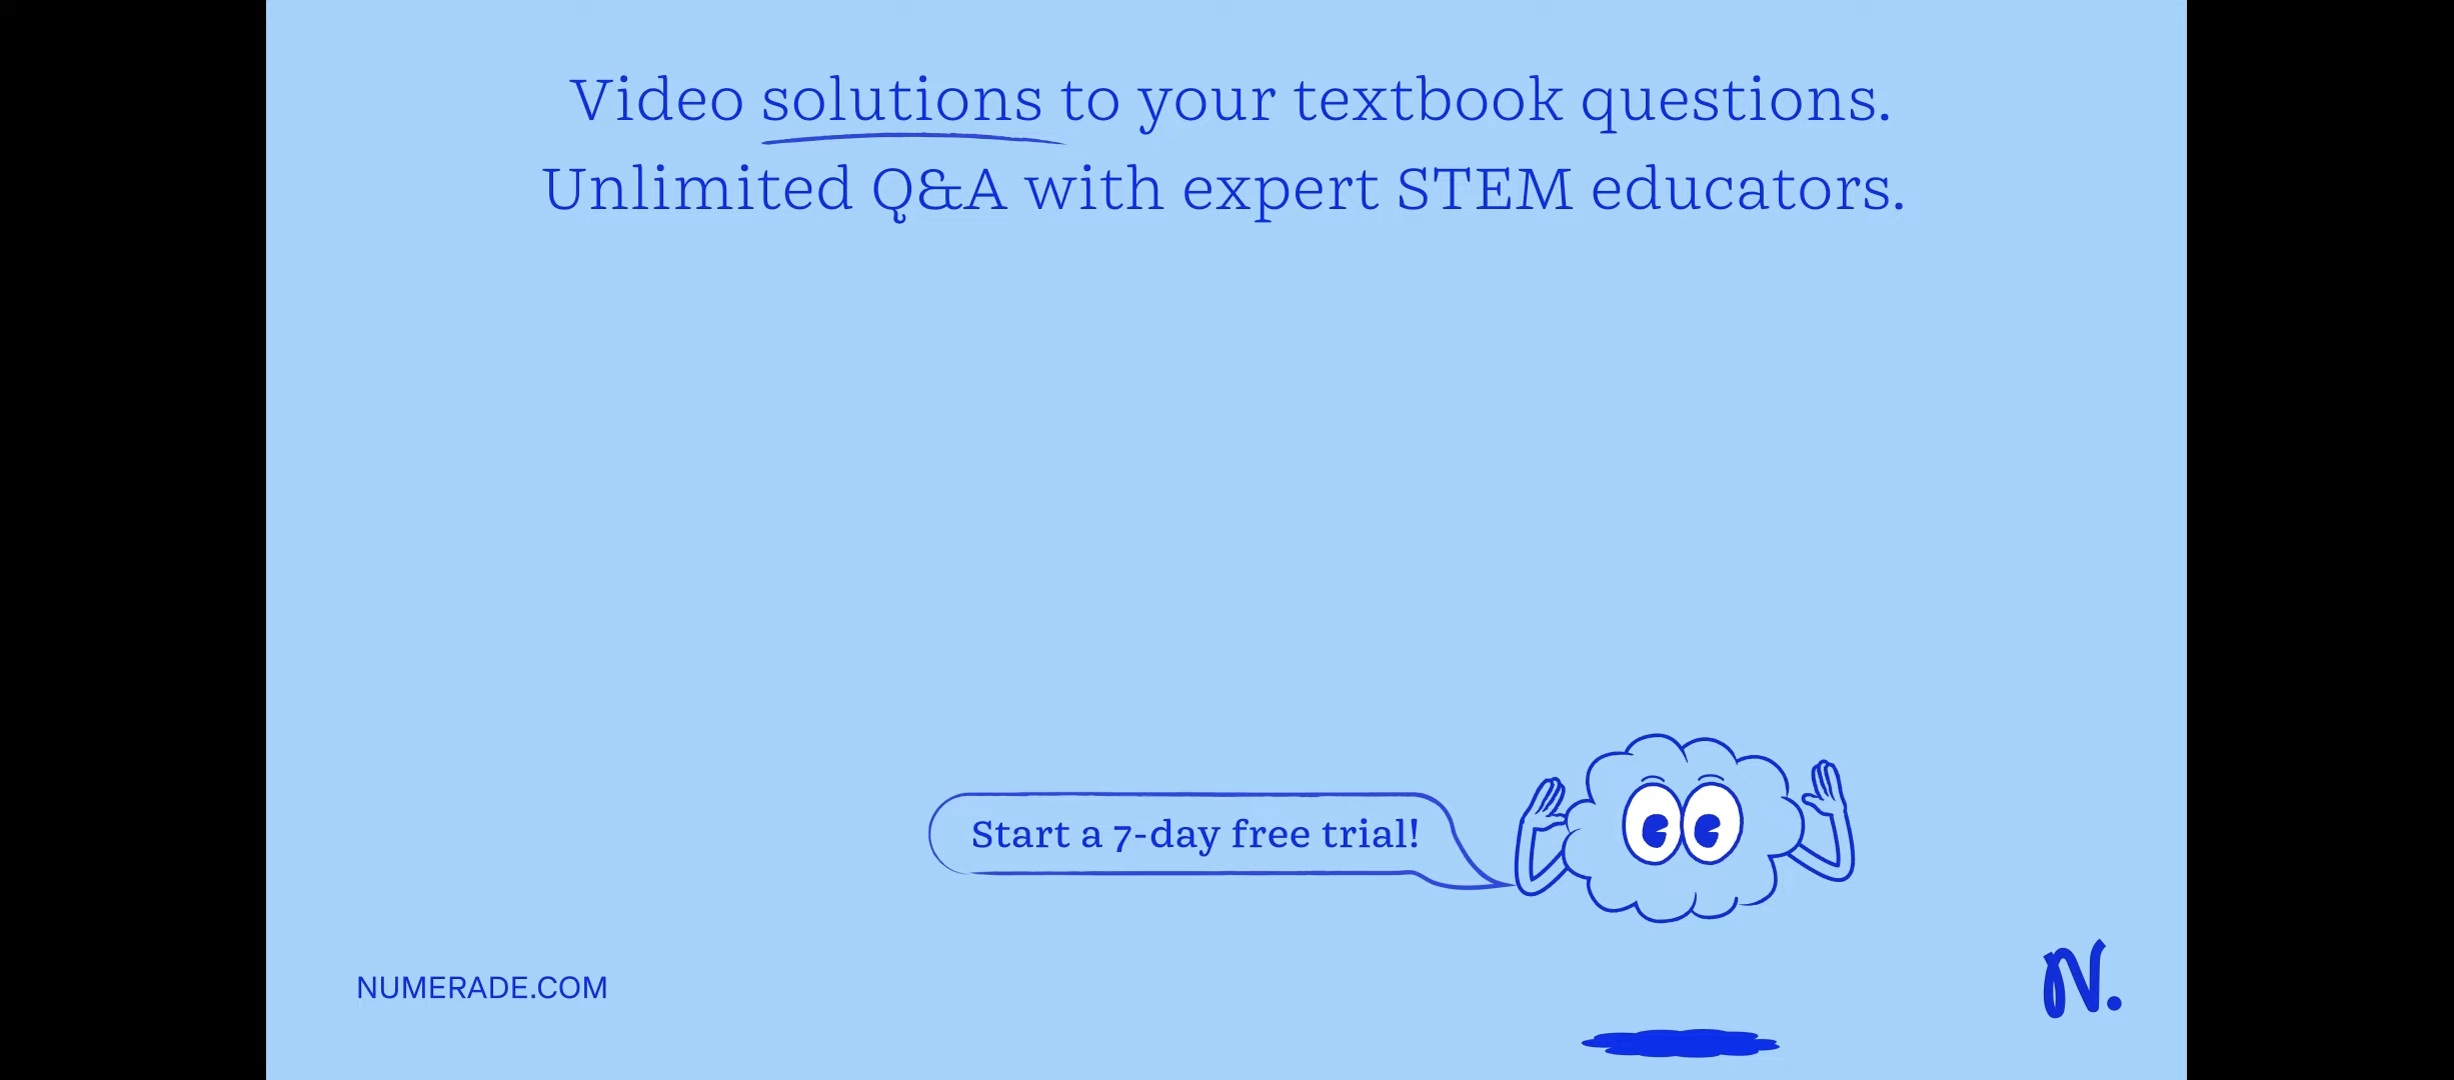 Video solutions to your textbook questions.
Unlimited Q&A with expert STEM educators.
Start a 7-day free trial!
NUMERADE.COM
N.